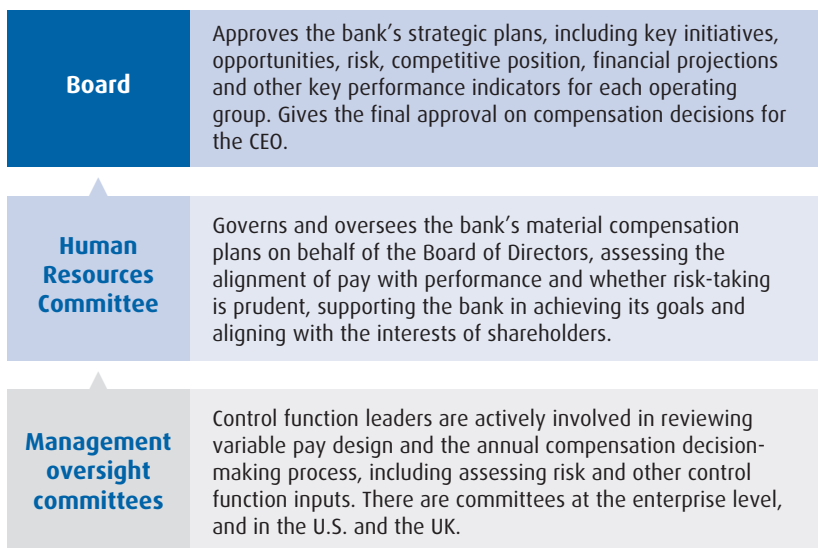 Board
Approves the bank’s strategic plans, including key initiatives,
opportunities, risk, competitive position, financial projections
and other key performance indicators for each operating
group. Gives the final approval on compensation decisions for
the CEO.
Human
Resources
Committee
Governs and oversees the bank’s material compensation
plans on behalf of the Board of Directors, assessing the
alignment of pay with performance and whether risk-taking
is prudent, supporting the bank in achieving its goals and
aligning with the interests of shareholders.
Management
oversight
committees
Control function leaders are actively involved in reviewing
variable pay design and the annual compensation decision-
making process, including assessing risk and other control
function inputs. There are committees at the enterprise level,
and in the U.S. and the UK.